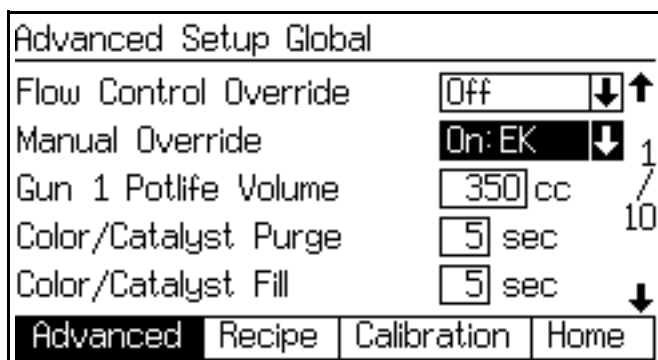 Advanced Setup Global
Flow Control Override Off
Manual Override On: EK
Gun 1 Potlife Volume 350 cc
Color/Catalyst Purge 5 sec
Color/Catalyst Fill 5 sec
1/10
Advanced Recipe Calibration Home